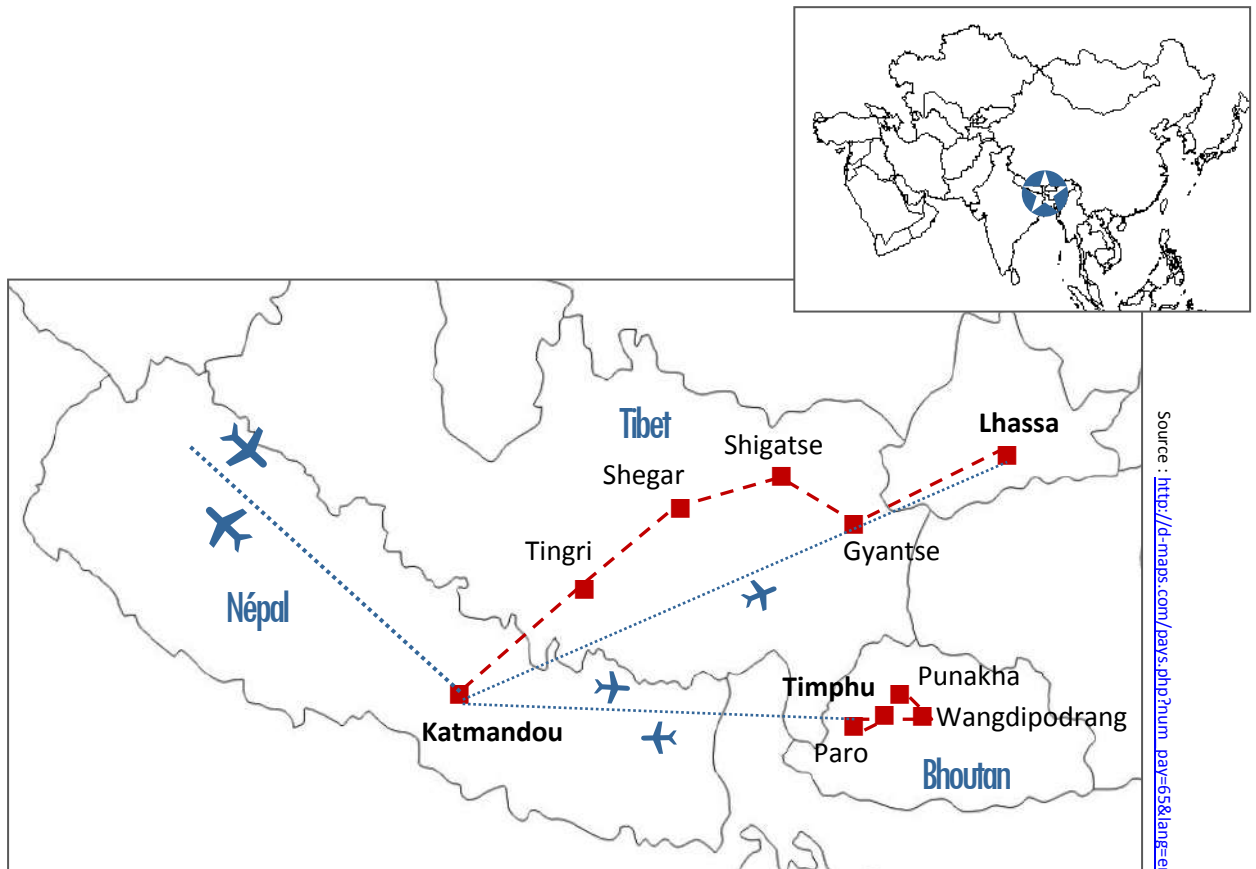 Tibet
Lhassa
Shigatse
Shegar
Gyantse
Tingri
Népal
Punakha
Timphu
Wangdipodrang
Katmandou
Paro
Bhoutan
Source : http://d-maps.com/pays.php?num_pay=65&lang=en